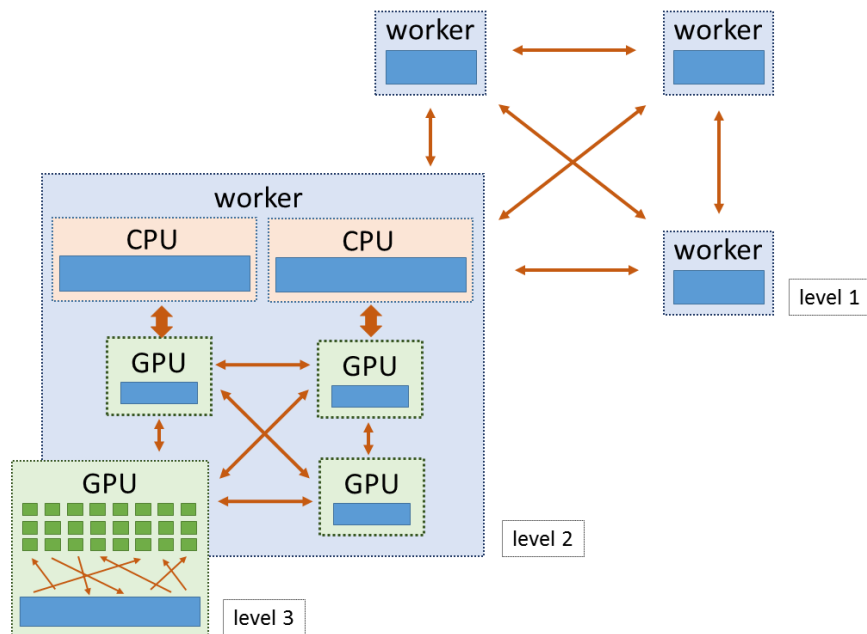 worker
worker
worker
CPU
CPU
worker
level 1
GPU
GPU
GPU
GPU
level 2
level 3